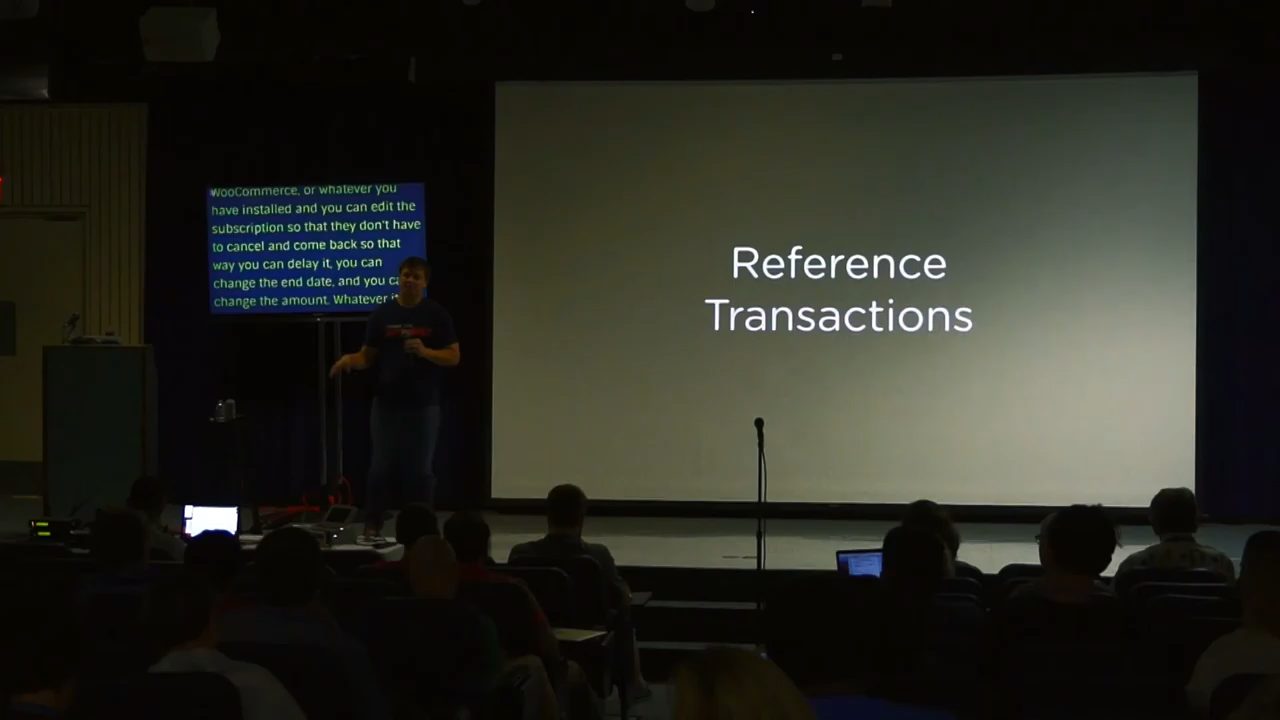 WooCommerce, or whatever you
have installed and you can edit the
subscription so that they don't have
to cancel and come back so that
way you can delay it, you can
change the end date, and you
change the amount. Whatever
Reference
Transactions